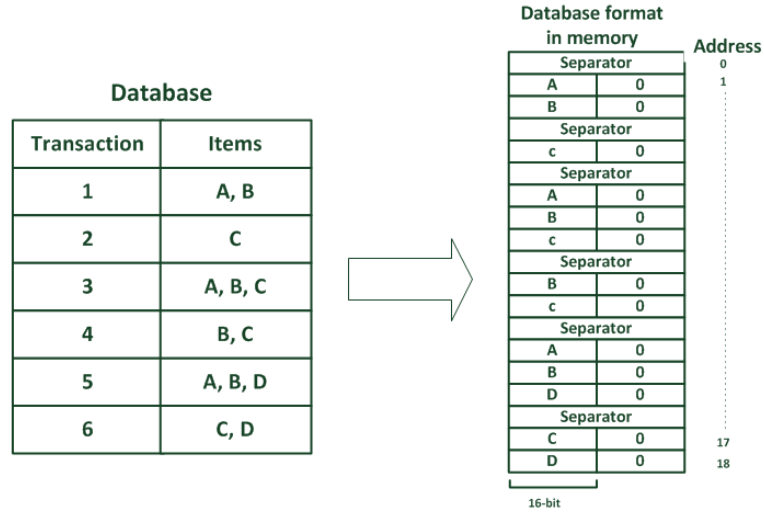 Database
Transaction Items
1 A, B
2 C
3 A, B, C
4 B, C
5 A, B, D
6 C, D
Database format
in memory
Address
Separator 0
A 0 1
B 0
Separator
c 0
Separator
A 0
B 0
c 0
Separator
B 0
c 0
Separator
A 0
B 0
D 0
Separator
C 0 17
D 0 18
16-bit